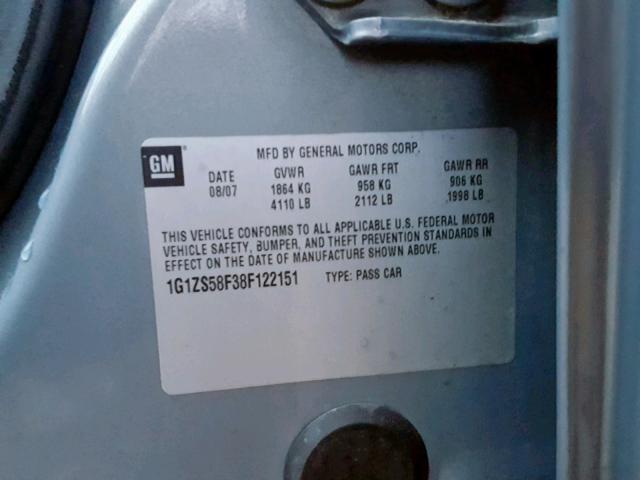 GM
MFD BY GENERAL MOTORS CORP.
DATE GVWR GAWR FRT GAWR RR
08/07 1864 KG 958 KG 906 KG
4110 LB 2112 LB 1998 LB
THIS VEHICLE CONFORMS TO ALL APPLICABLE U.S. FEDERAL MOTOR
VEHICLE SAFETY, BUMPER, AND THEFT PREVENTION STANDARDS IN
EFFECT ON THE DATE OF MANUFACTURE SHOWN ABOVE.
1G1ZS58F38F122151 TYPE: PASS CAR